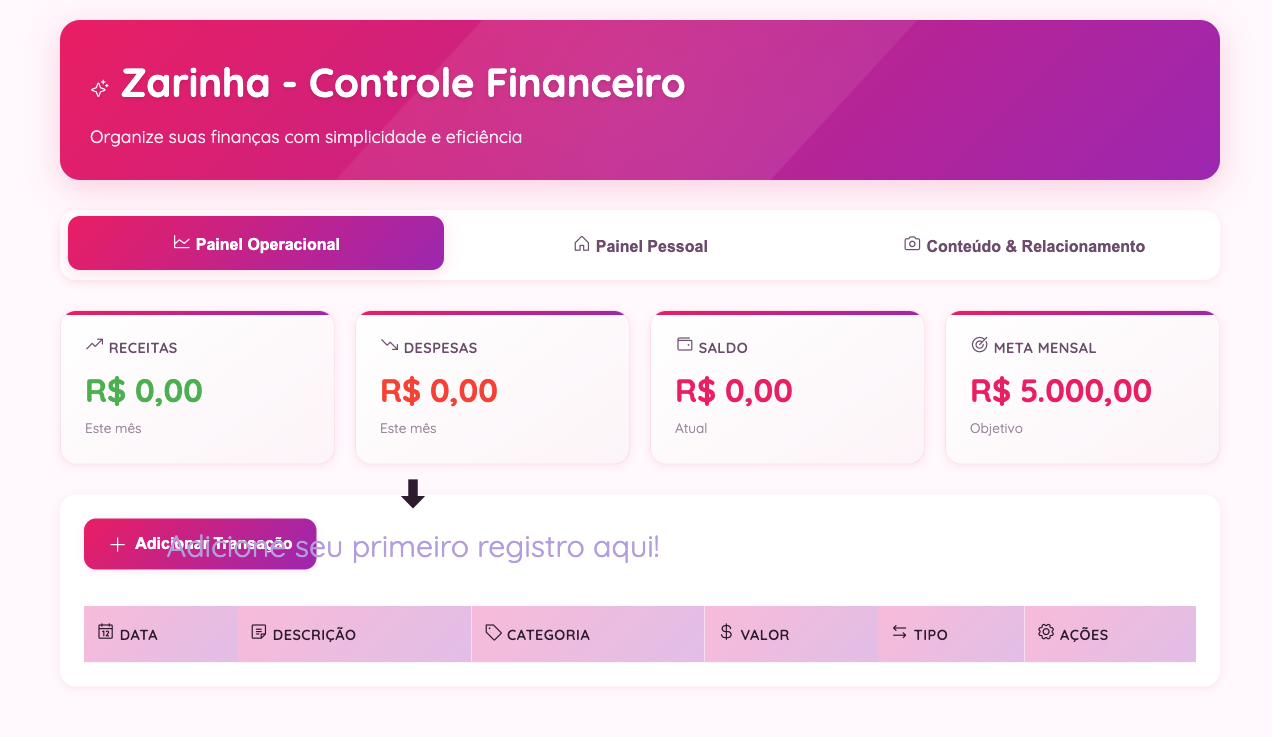 Zarinha - Controle Financeiro
Organize suas finanças com simplicidade e eficiência
Painel Operacional
Painel Pessoal
Conteúdo & Relacionamento
RECEITAS
R$ 0,00
Este mês
DESPESAS
R$ 0,00
Este mês
SALDO
R$ 0,00
Atual
META MENSAL
R$ 5.000,00
Objetivo
Adicionar Transação
Adicione seu primeiro registro aqui!
DATA
DESCRIÇÃO
CATEGORIA
VALOR
TIPO
AÇÕES